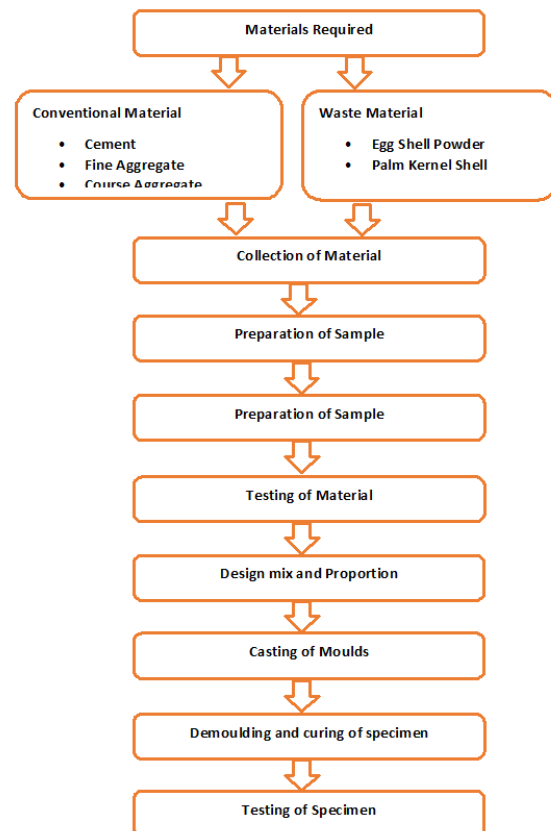 Materials Required
Conventional Material
• Cement
• Fine Aggregate
• Course Aggregate
Waste Material
• Egg Shell Powder
• Palm Kernel Shell
Collection of Material
Preparation of Sample
Preparation of Sample
Testing of Material
Design mix and Proportion
Casting of Moulds
Demoulding and curing of specimen
Testing of Specimen